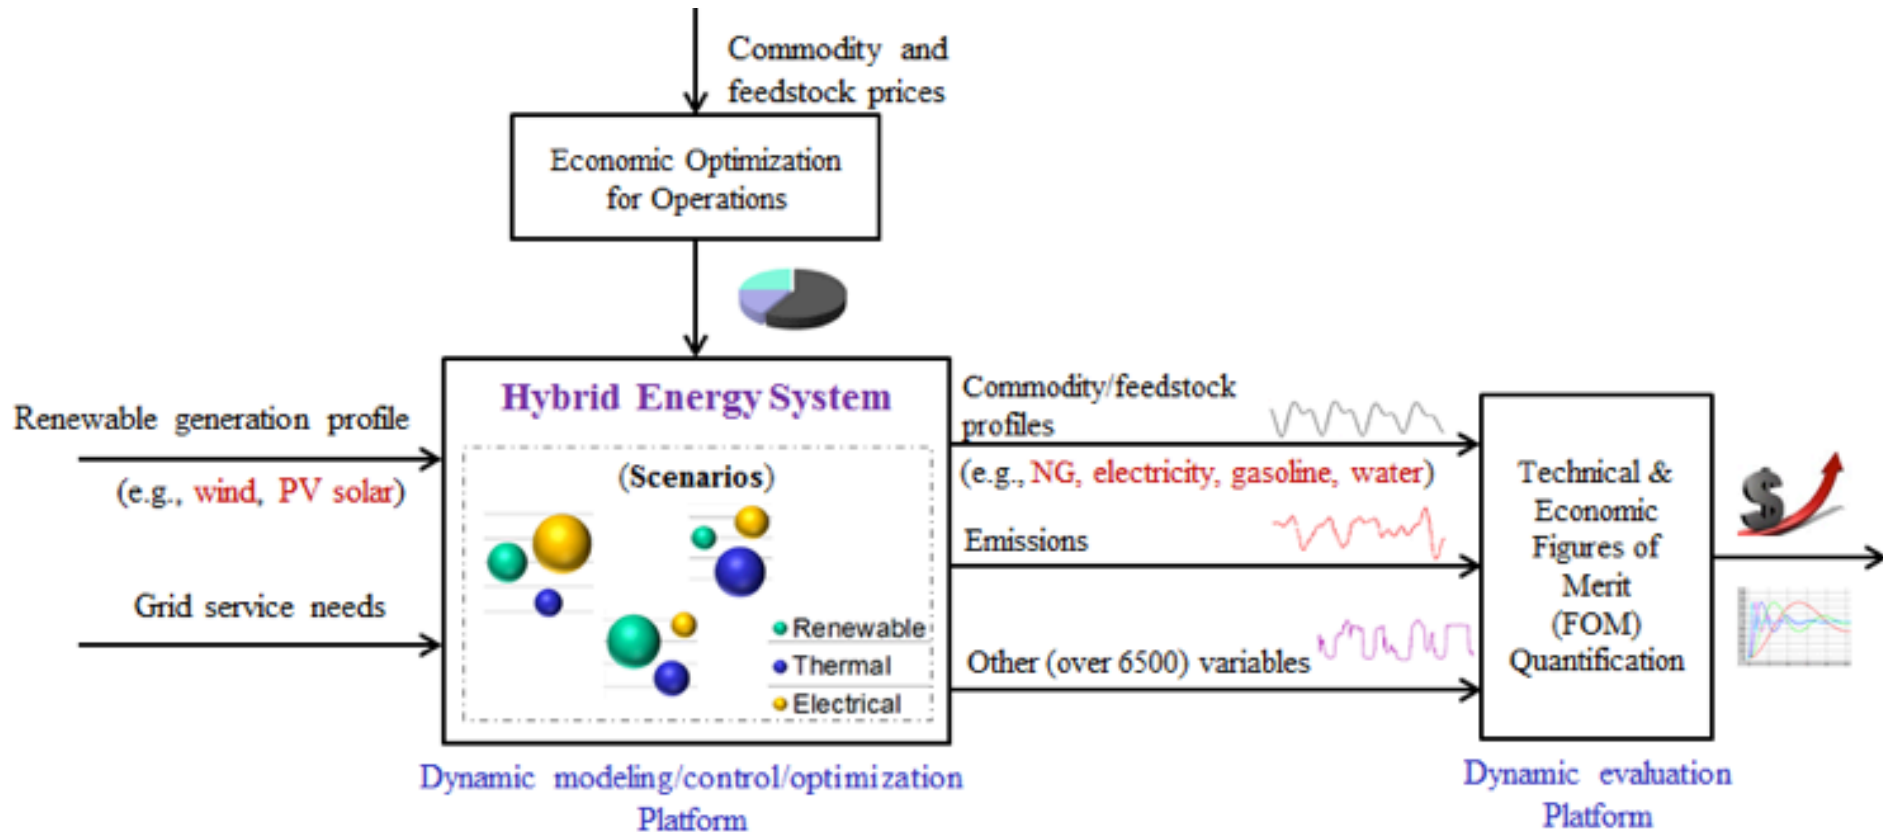 Commodity and
feedstock prices
Economic Optimization
for Operations
Renewable generation profile
(e.g., wind, PV solar)
Grid service needs
Hybrid Energy System
(Scenarios)
Renewable
Thermal
Electrical
Dynamic modeling/control/optimization
Platform
Commodity/feedstock
profiles
(e.g., NG, electricity, gasoline, water)
Emissions
Other (over 6500) variables
Technical &
Economic
Figures of
Merit
(FOM)
Quantification
Dynamic evaluation
Platform
$